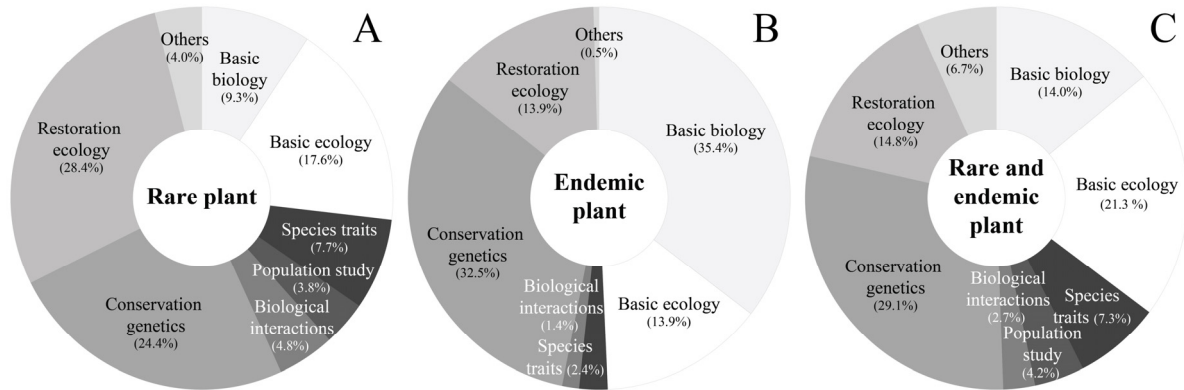 A
Others
(4.0%)
Basic
biology
(9.3%)
Basic ecology
(17.6%)
Species traits
(7.7%)
Population study
(3.8%)
Biological
interactions
(4.8%)
Conservation
genetics
(24.4%)
Restoration
ecology
(28.4%)
Rare plant
B
Others
(0.5%)
Basic biology
(35.4%)
Basic ecology
(13.9%)
Species
traits (2.4%)
Biological
interactions
(1.4%)
Conservation
genetics
(32.5%)
Restoration
ecology
(13.9%)
Endemic
plant
C
Others
(6.7%)
Basic biology
(14.0%)
Basic ecology
(21.3 %)
Species
traits (7.3%)
Population
study
(4.2%)
Biological
interactions
(2.7%)
Conservation
genetics
(29.1%)
Restoration
ecology
(14.8%)
Rare and
endemic
plant